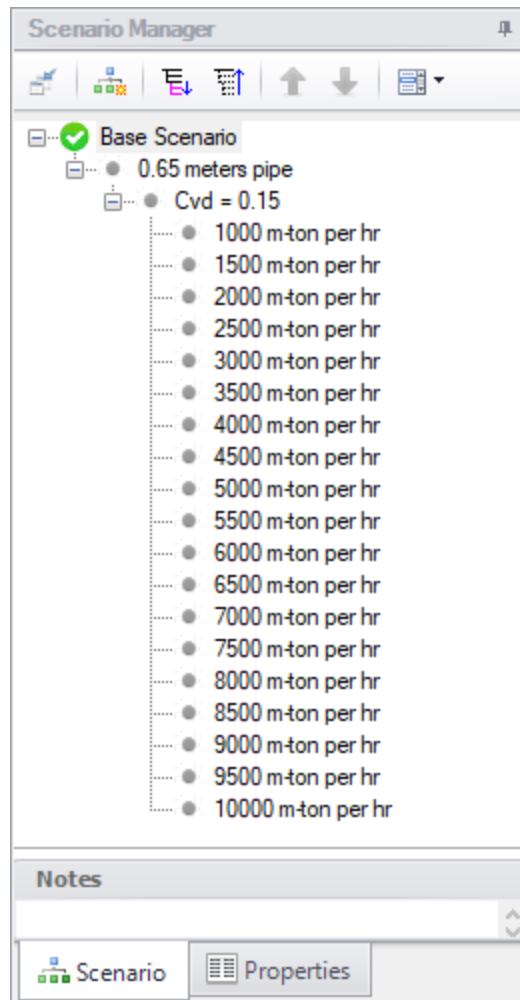 Scenario Manager
Base Scenario
0.65 meters pipe
Cvd = 0.15
1000 m-ton per hr
1500 m-ton per hr
2000 m-ton per hr
2500 m-ton per hr
3000 m-ton per hr
3500 m-ton per hr
4000 m-ton per hr
4500 m-ton per hr
5000 m-ton per hr
5500 m-ton per hr
6000 m-ton per hr
6500 m-ton per hr
7000 m-ton per hr
7500 m-ton per hr
8000 m-ton per hr
8500 m-ton per hr
9000 m-ton per hr
9500 m-ton per hr
10000 m-ton per hr
Notes
Scenario Properties